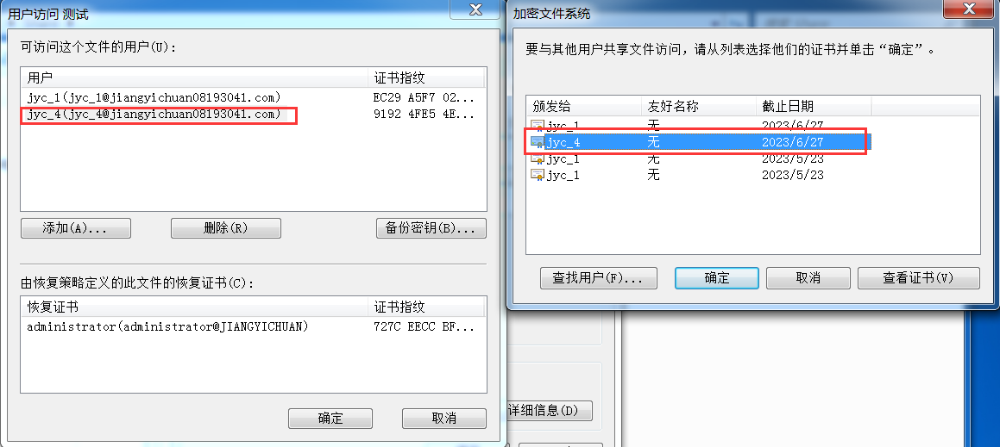 用户访问 测试
可访问这个文件的用户(U):
用户 证书指纹
jyc_1(jyc_1@jiangyichuan08193041.com) EC29 A5F7 02...
jyc_4(jyc_4@jiangyichuan08193041.com) 9192 4FE5 4E...
添加(A)... 删除(R) 备份密钥(B)...
由恢复策略定义的此文件的恢复证书(C):
恢复证书 证书指纹
administrator(administrator@JIANGYICHUAN) 727C EECC BF...
确定 取消
加密文件系统
要与其他用户共享文件访问，请从列表选择他们的证书并单击“确定”。
颁发给 友好名称 截止日期
jyc_1 无 2023/6/27
jyc_4 无 2023/6/27
jyc_1 无 2023/5/23
jyc_1 无 2023/5/23
查找用户(F)... 确定 取消 查看证书(V)
详细信息(D)